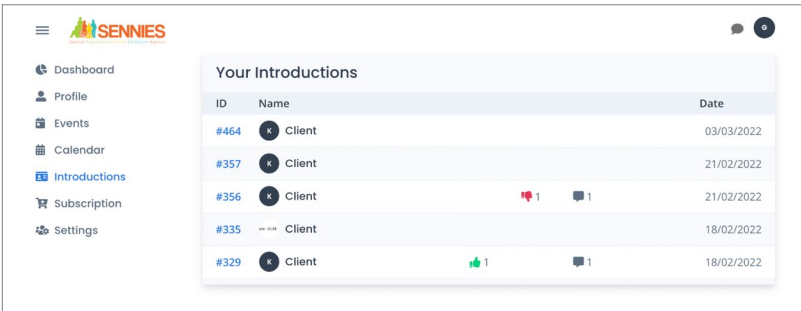 SENNIES
G
Dashboard
Profile
Events
Calendar
Introductions
Subscription
Settings
Your Introductions
ID Name Date
#464 K Client 03/03/2022
#357 K Client 21/02/2022
#356 K Client 1 1 21/02/2022
#335 Client 18/02/2022
#329 K Client 1 1 18/02/2022